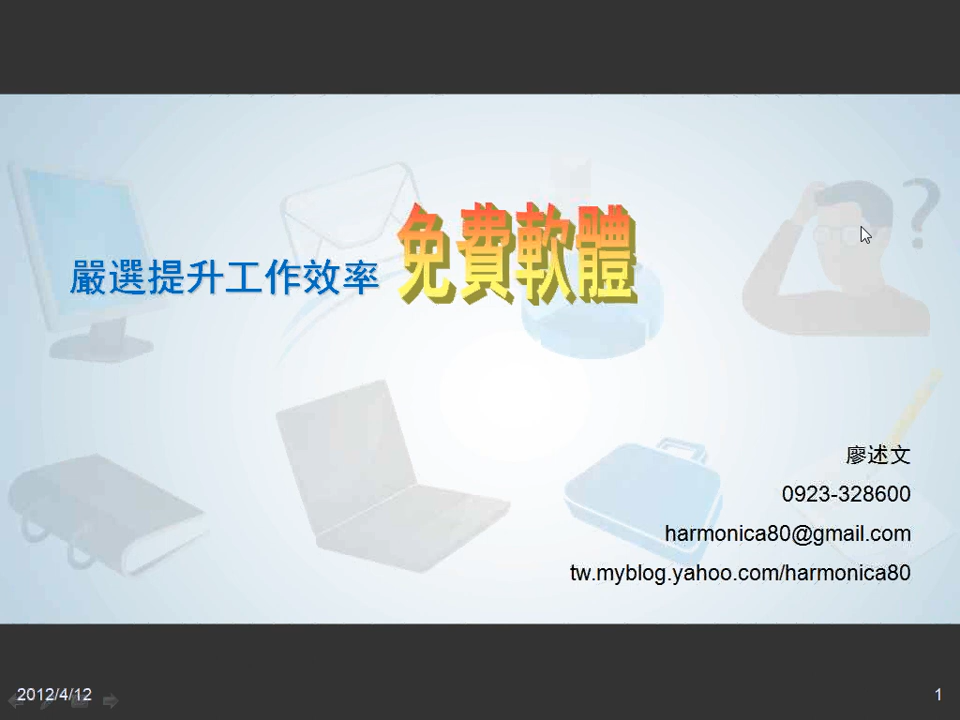 嚴選提升工作效率 免費軟體
廖述文
0923-328600
harmonica80@gmail.com
tw.myblog.yahoo.com/harmonica80
2012/4/12
1